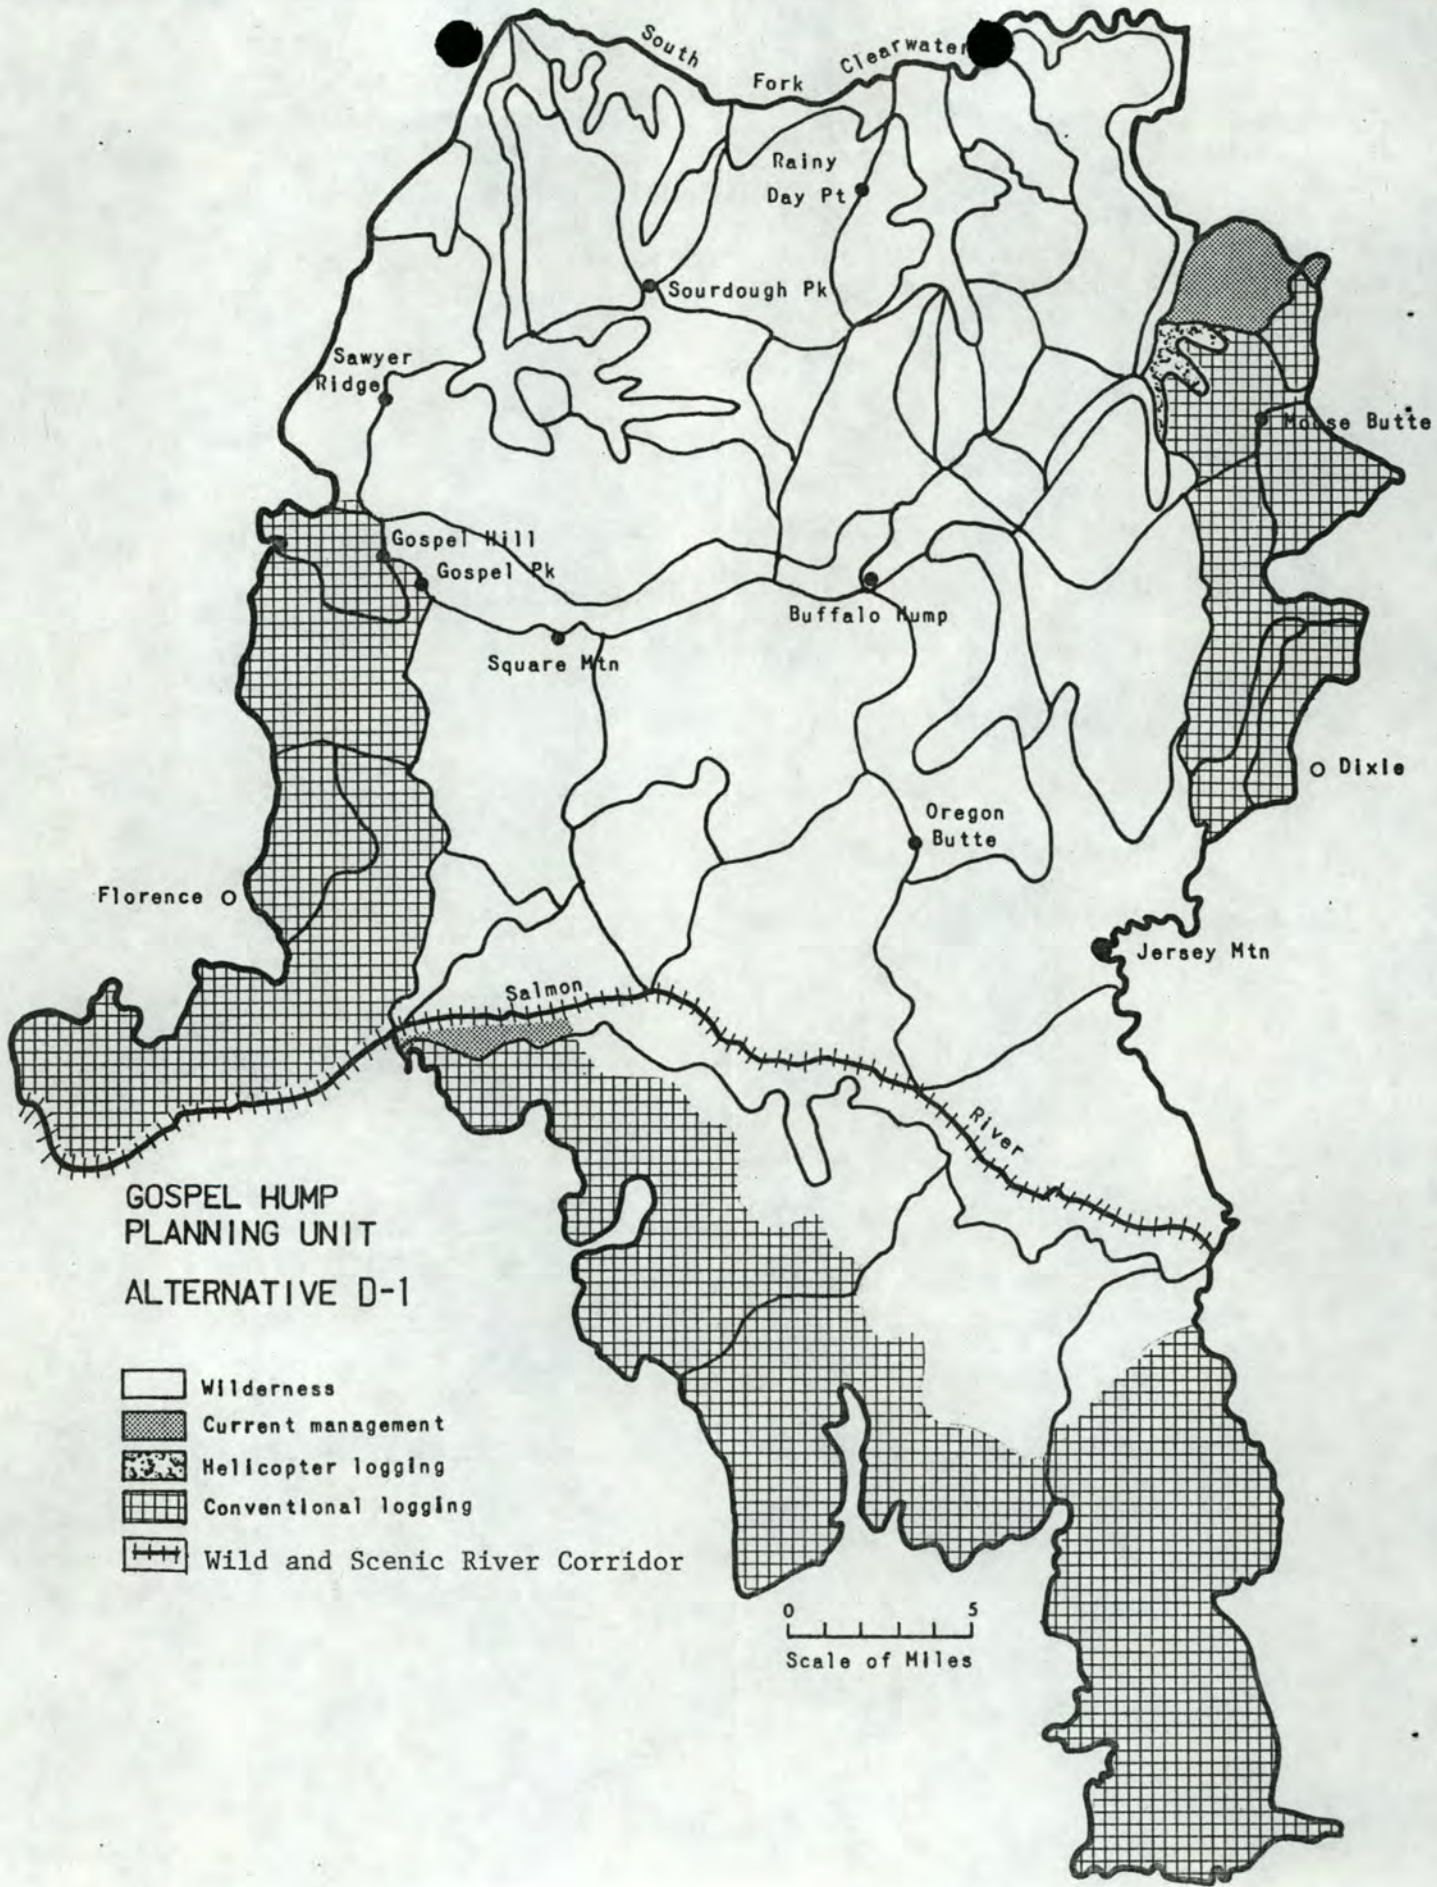 South
Fork
Clearwater
Rainy
Day Pt
Sourdough Pk
Sawyer
Ridge
Moose Butte
Gospel Hill
Gospel Pk
Buffalo Hump
Square Mtn
Dixie
Oregon
Butte
Florence
Jersey Mtn
Salmon
River
GOSPEL HUMP
PLANNING UNIT
ALTERNATIVE D-1
Wilderness
Current management
Helicopter logging
Conventional logging
Wild and Scenic River Corridor
0 5
Scale of Miles